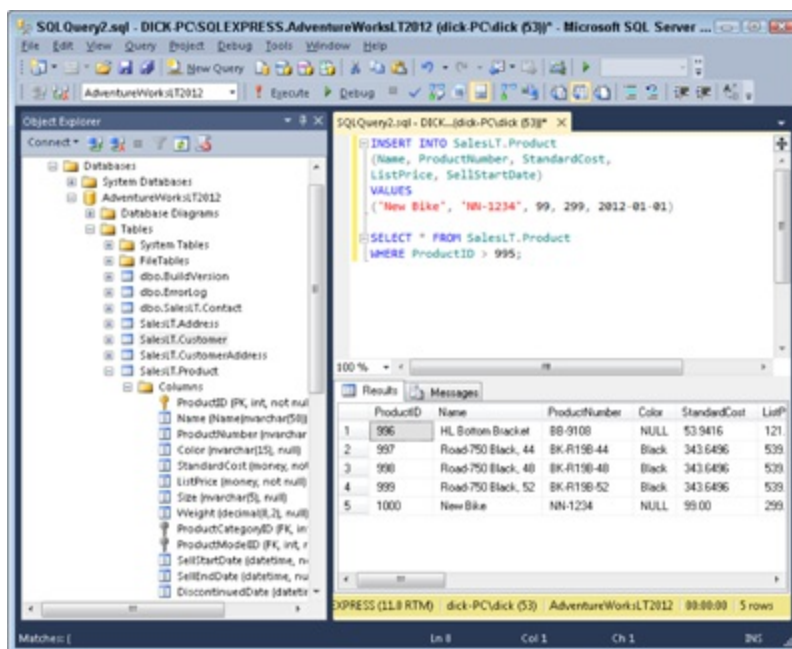 SQLQuery2.sql - DICK-PC\SQLEXPRESS.AdventureWorksLT2012 (dick-PC\dick (53))* - Microsoft SQL Server ...
File Edit View Query Project Debug Tools Window Help
New Query
AdventureWorksLT2012 Execute Debug
Object Explorer
Connect
Databases
System Databases
AdventureWorksLT2012
Database Diagrams
Tables
System Tables
FileTables
dbo.BuildVersion
dbo.ErrorLog
dbo.SalesLT.Contact
SalesLT.Address
SalesLT.Customer
SalesLT.CustomerAddress
SalesLT.Product
Columns
ProductID (PK, int, not nul
Name (Name(nvarchar(50))
ProductNumber (nvarchar
Color (nvarchar(15), null)
StandardCost (money, not
ListPrice (money, not null)
Size (nvarchar(5), null)
Weight (decimal(8,2), null)
ProductCategoryID (FK, in
ProductModelID (FK, int, n
SellStartDate (datetime, n
SellEndDate (datetime, nu
DiscontinuedDate (datetir
SQLQuery2.sql - DICK...(dick-PC\dick (53))*
INSERT INTO SalesLT.Product
(Name, ProductNumber, StandardCost,
ListPrice, SellStartDate)
VALUES
('New Bike', 'NN-1234', 99, 299, 2012-01-01)
SELECT * FROM SalesLT.Product
WHERE ProductID > 995;
100 %
Results Messages
ProductID Name ProductNumber Color StandardCost ListP
1 996 HL Bottom Bracket BB-9108 NULL 53.9416 121.
2 997 Road-750 Black, 44 BK-R19B-44 Black 343.6496 539.
3 998 Road-750 Black, 48 BK-R19B-48 Black 343.6496 539.
4 999 Road-750 Black, 52 BK-R19B-52 Black 343.6496 539.
5 1000 New Bike NN-1234 NULL 99.00 299.
EXPRESS (11.0 RTM) dick-PC\dick (53) AdventureWorksLT2012 00:00:00 5 rows
Matches: ( Ln 8 Col 1 Ch 1 INS